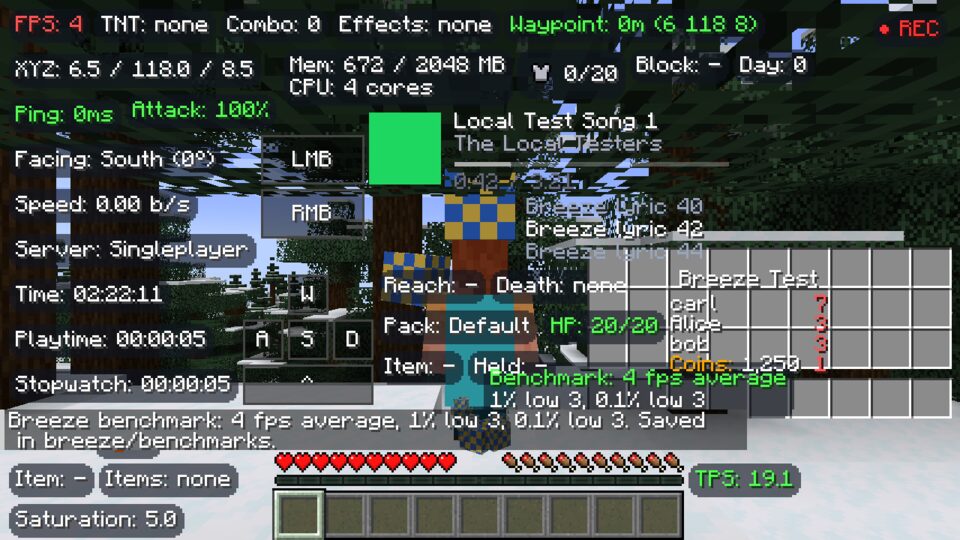 FPS: 4 TNT: none Combo: 0 Effects: none Waypoint: 0m (6 118 8) REC
XYZ: 6.5 / 118.0 / 8.5 Mem: 672 / 2048 MB 0/20 Block: - Day: 0
CPU: 4 cores
Ping: 0ms Attack: 100%
Local Test Song 1
The Local Testers
Facing: South (0°) LMB
0:42 3:21
Speed: 0.00 b/s RMB
Breeze lyric 40
Breeze lyric 42
Breeze lyric 44
Server: Singleplayer
Breeze Test
Reach: - Death: none
Time: 02:22:11 W
carl 7
Alice 3
Pack: Default HP: 20/20
Playtime: 00:00:05 A S D
bob 3
Coins: 1,250 1
Item: - Held: -
Stopwatch: 00:00:05 ^
Benchmark: 4 fps average
1% low 3, 0.1% low 3
Breeze benchmark: 4 fps average, 1% low 3, 0.1% low 3. Saved
in breeze/benchmarks.
Item: - Items: none TPS: 19.1
Saturation: 5.0